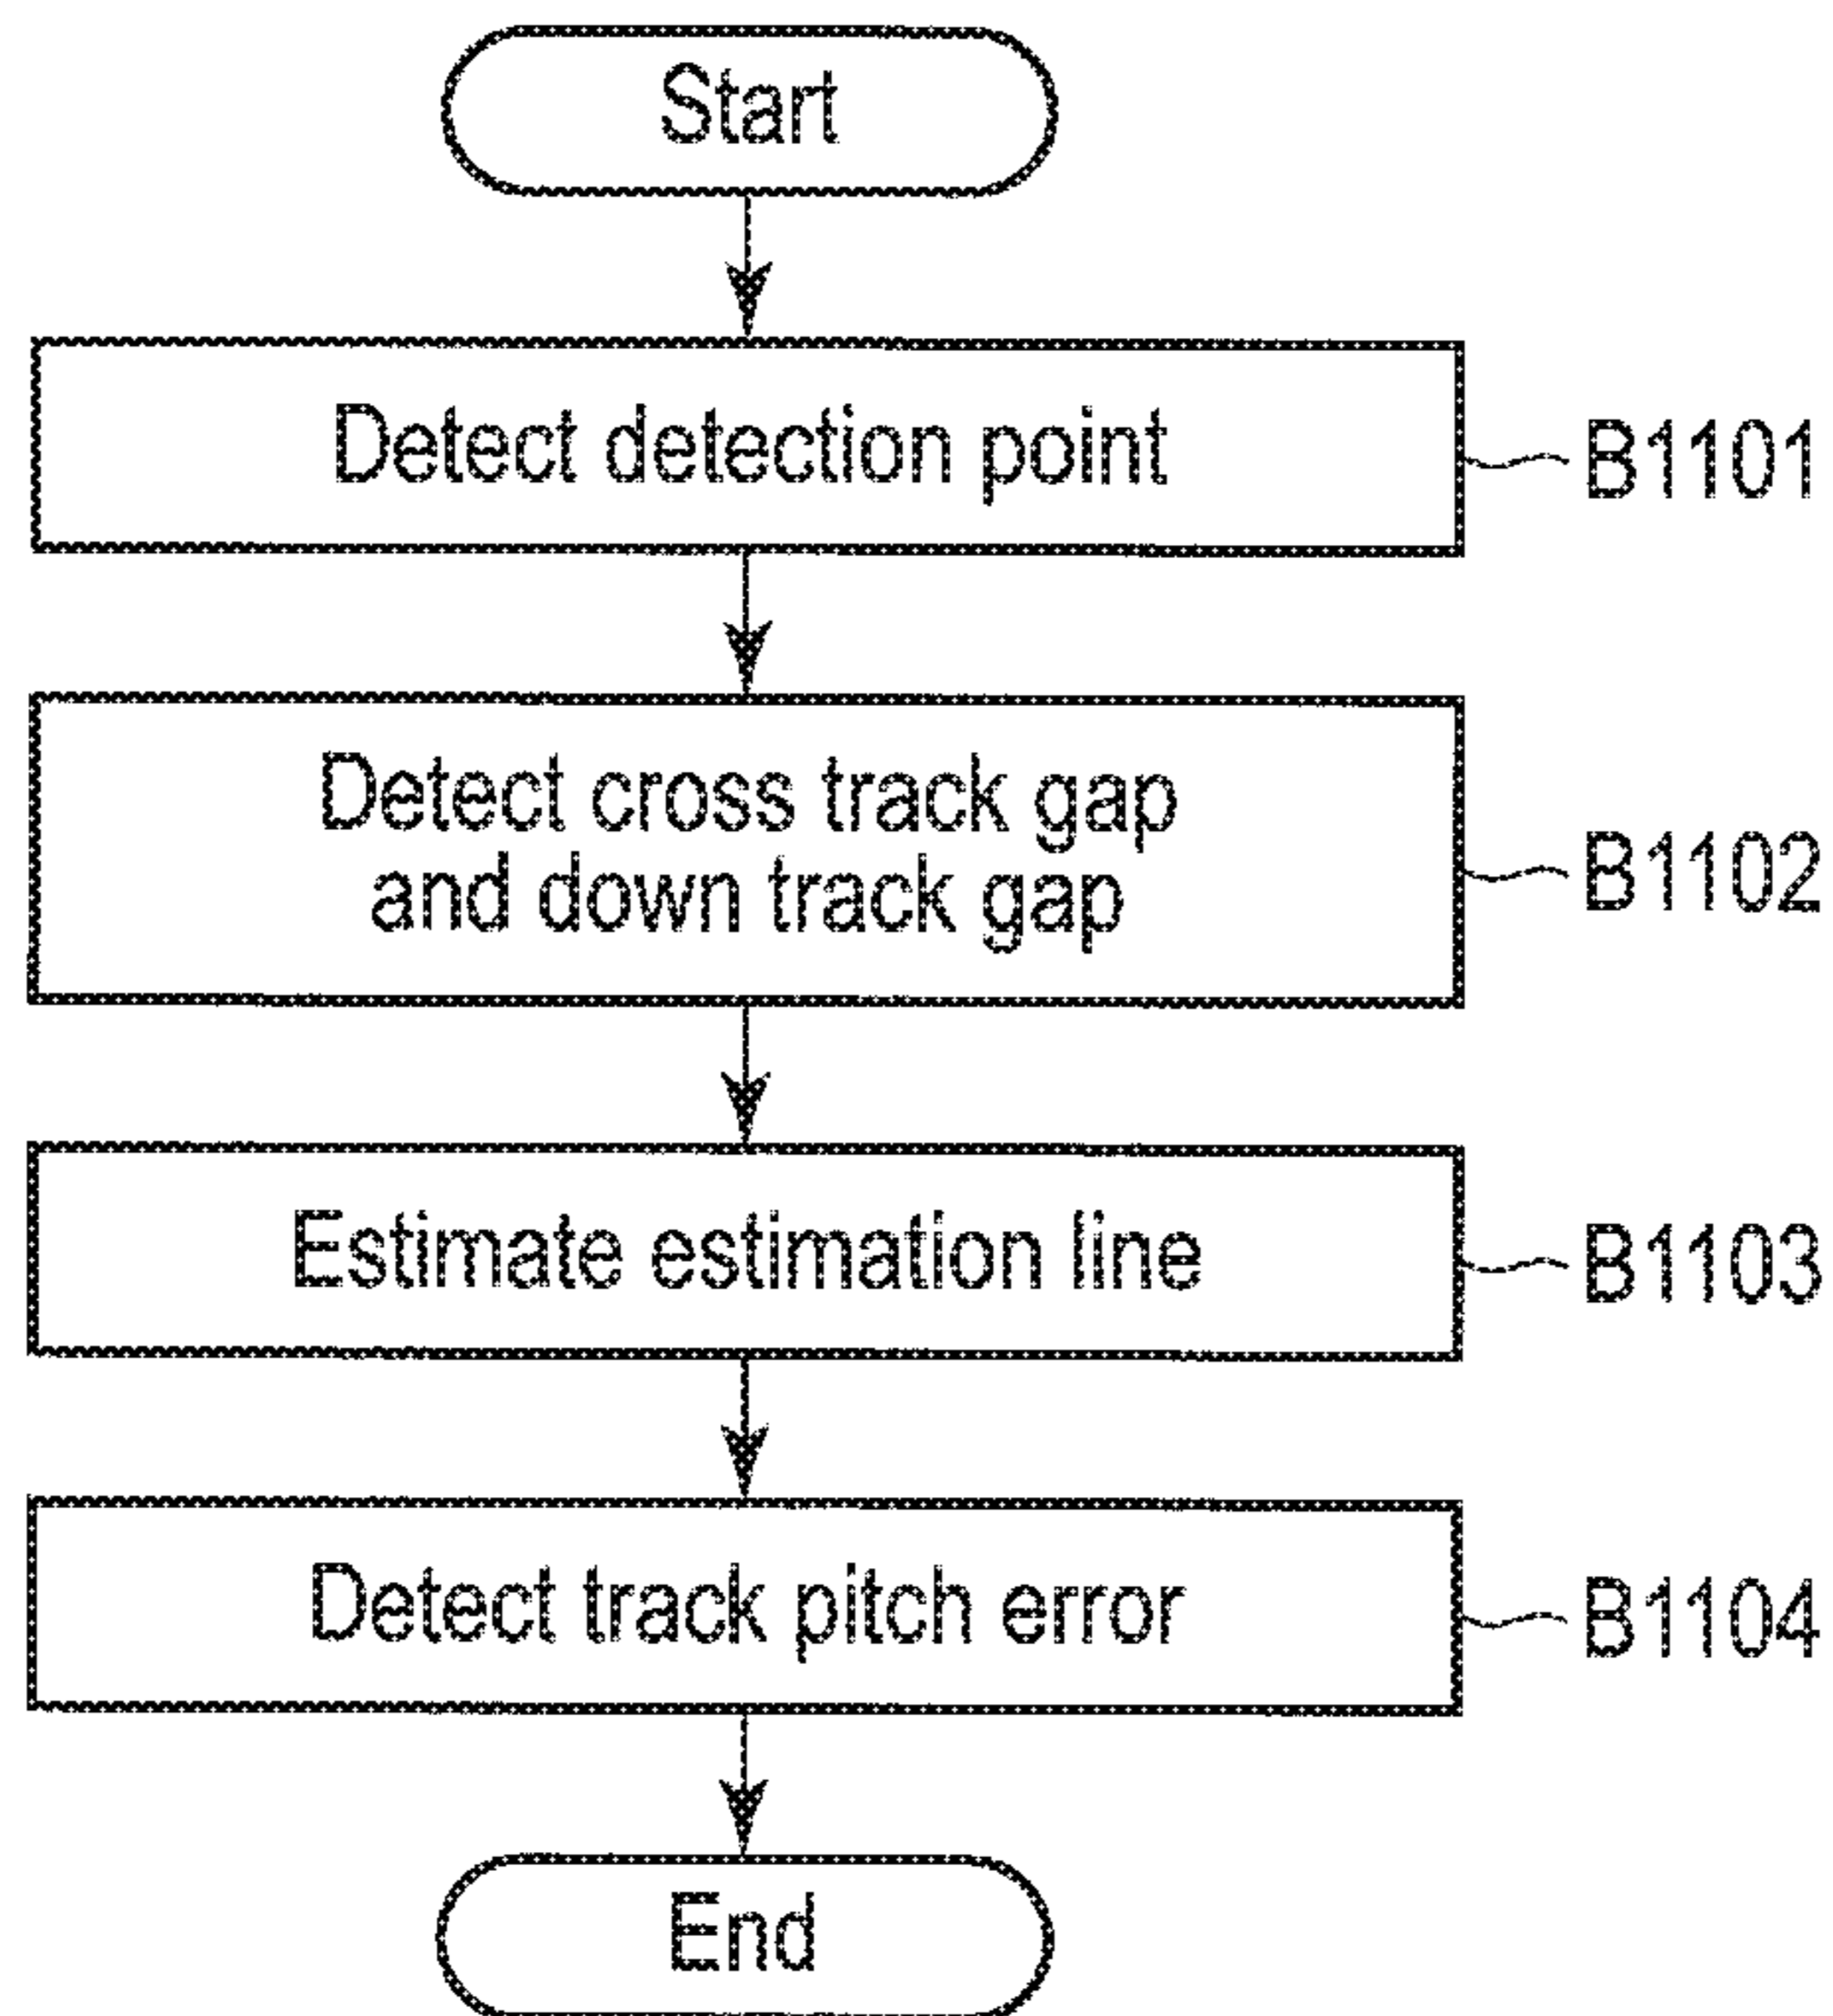 Start
Detect detection point
B1101
Detect cross track gap
and down track gap
B1102
Estimate estimation line
B1103
Detect track pitch error
B1104
End